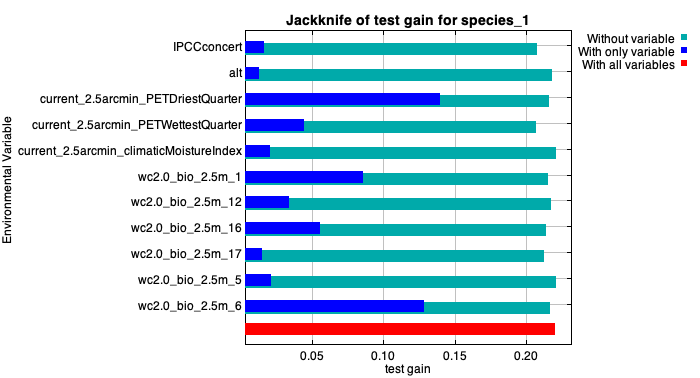 Jackknife of test gain for species_1
Without variable
With only variable
With all variables
Environmental Variable
IPCCconcert
alt
current_2.5arcmin_PETDriestQuarter
current_2.5arcmin_PETWettestQuarter
current_2.5arcmin_climaticMoistureIndex
wc2.0_bio_2.5m_1
wc2.0_bio_2.5m_12
wc2.0_bio_2.5m_16
wc2.0_bio_2.5m_17
wc2.0_bio_2.5m_5
wc2.0_bio_2.5m_6
0.05 0.10 0.15 0.20
test gain